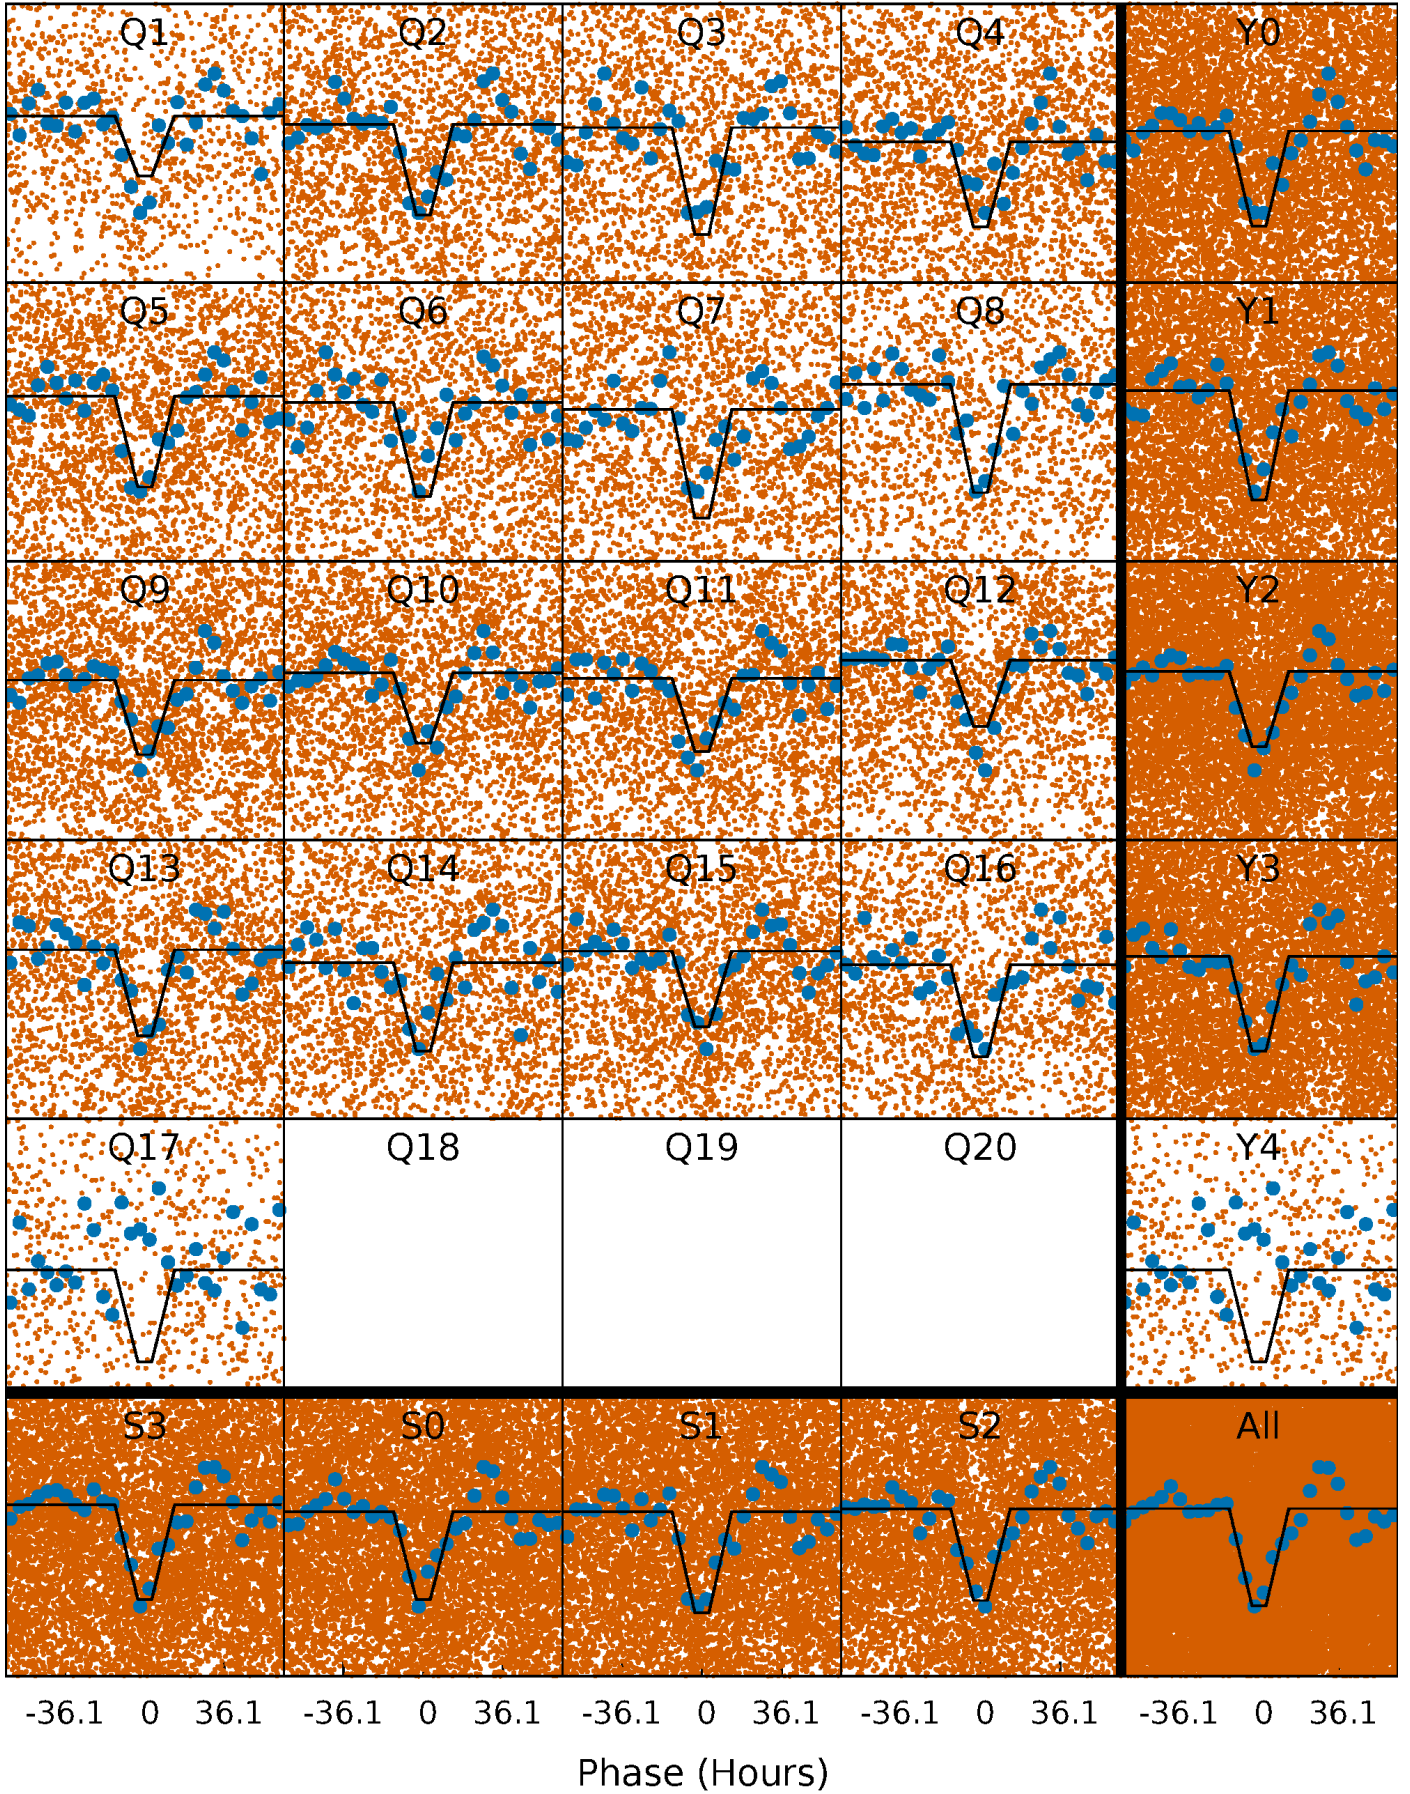 Q1 Q2 Q3 Q4 Y0
Q5 Q6 Q7 Q8 Y1
Q9 Q10 Q11 Q12 Y2
Q13 Q14 Q15 Q16 Y3
Q17 Q18 Q19 Q20 Y4
S3 S0 S1 S2 All
-36.1 0 36.1 -36.1 0 36.1 -36.1 0 36.1 -36.1 0 36.1 -36.1 0 36.1
Phase (Hours)